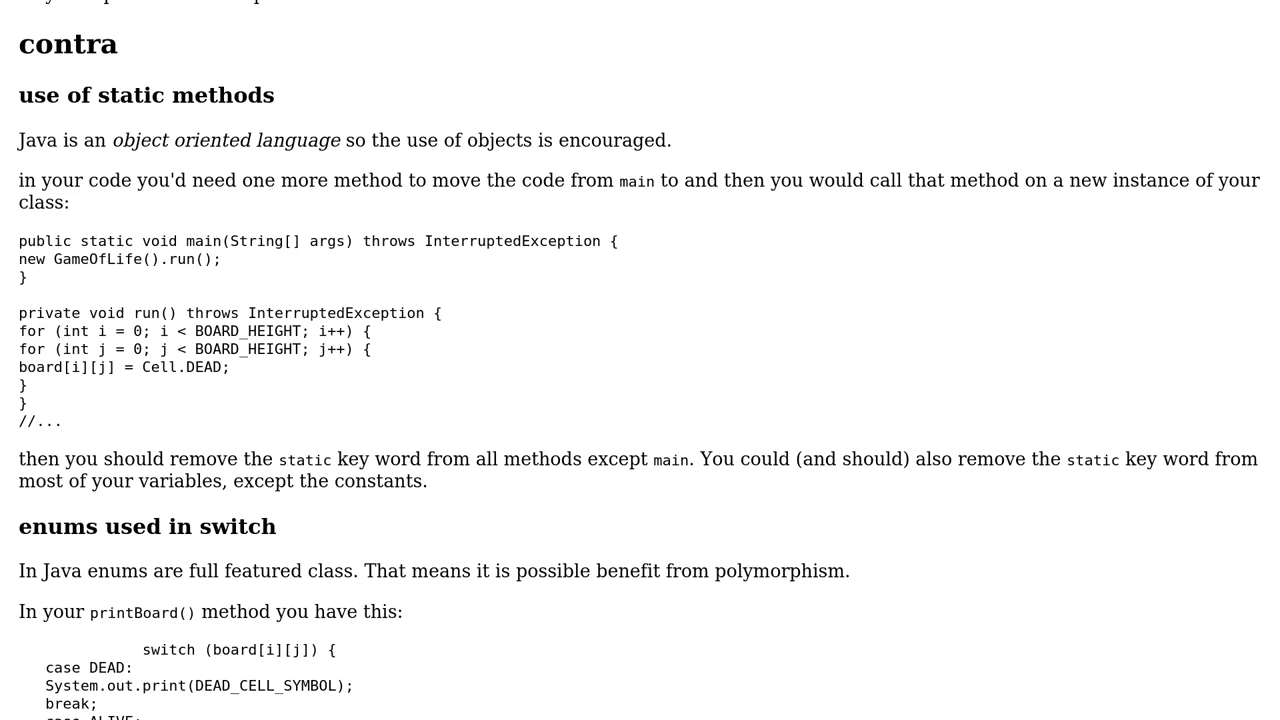 contra
use of static methods
Java is an object oriented language so the use of objects is encouraged.
in your code you'd need one more method to move the code from main to and then you would call that method on a new instance of your
class:
public static void main(String[] args) throws InterruptedException {
new GameOfLife().run();
}
private void run() throws InterruptedException {
for (int i = 0; i < BOARD_HEIGHT; i++) {
for (int j = 0; j < BOARD_HEIGHT; j++) {
board[i][j] = Cell.DEAD;
}
}
//...
then you should remove the static key word from all methods except main. You could (and should) also remove the static key word from
most of your variables, except the constants.
enums used in switch
In Java enums are full featured class. That means it is possible benefit from polymorphism.
In your printBoard() method you have this:
switch (board[i][j]) {
case DEAD:
System.out.print(DEAD_CELL_SYMBOL);
break;
case ALIVE: